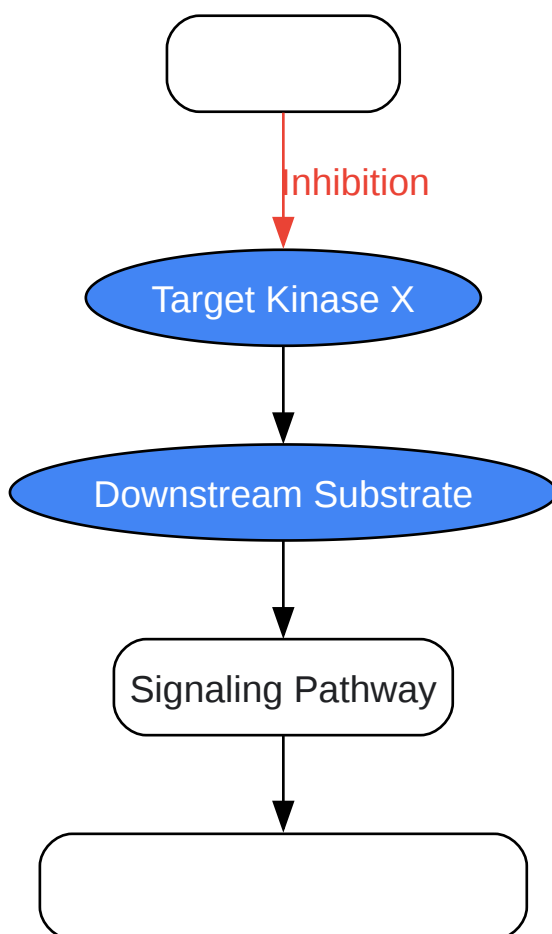 Inhibition
Target Kinase X
Downstream Substrate
Signaling Pathway